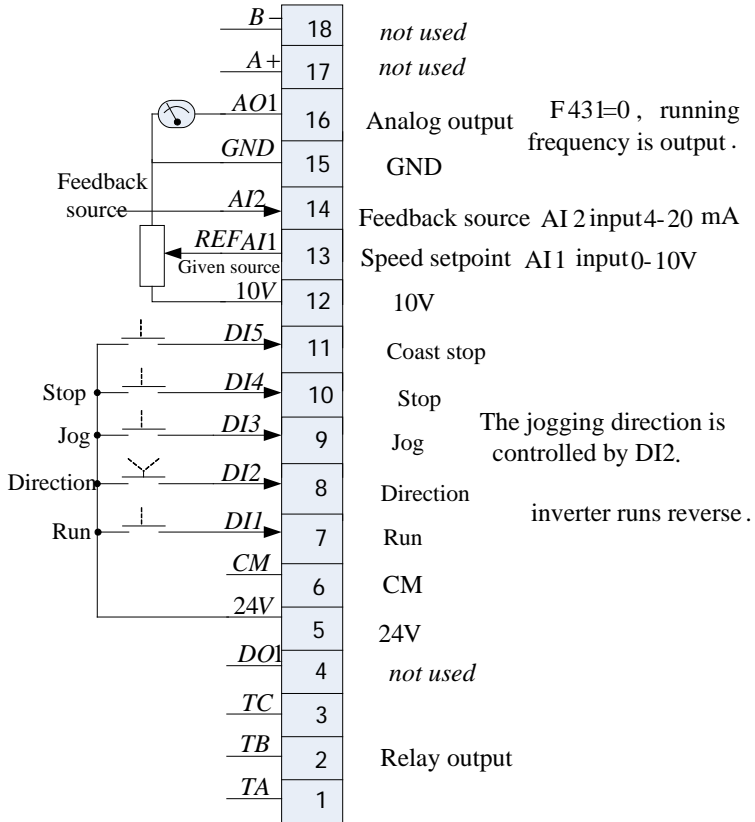 B− 18 not used
A+ 17 not used
AO1 16 Analog output F431=0, running
frequency is output.
GND 15 GND
Feedback
source AI2 14 Feedback source AI2 input4-20 mA
REFAI1 13 Speed setpoint AI1 input0-10V
Given source
10V 12 10V
DI5 11 Coast stop
Stop DI4 10 Stop
Jog DI3 9 Jog The jogging direction is
controlled by DI2.
Direction DI2 8 Direction
inverter runs reverse.
Run DI1 7 Run
CM 6 CM
24V 5 24V
DO1 4 not used
TC 3
TB 2 Relay output
TA 1